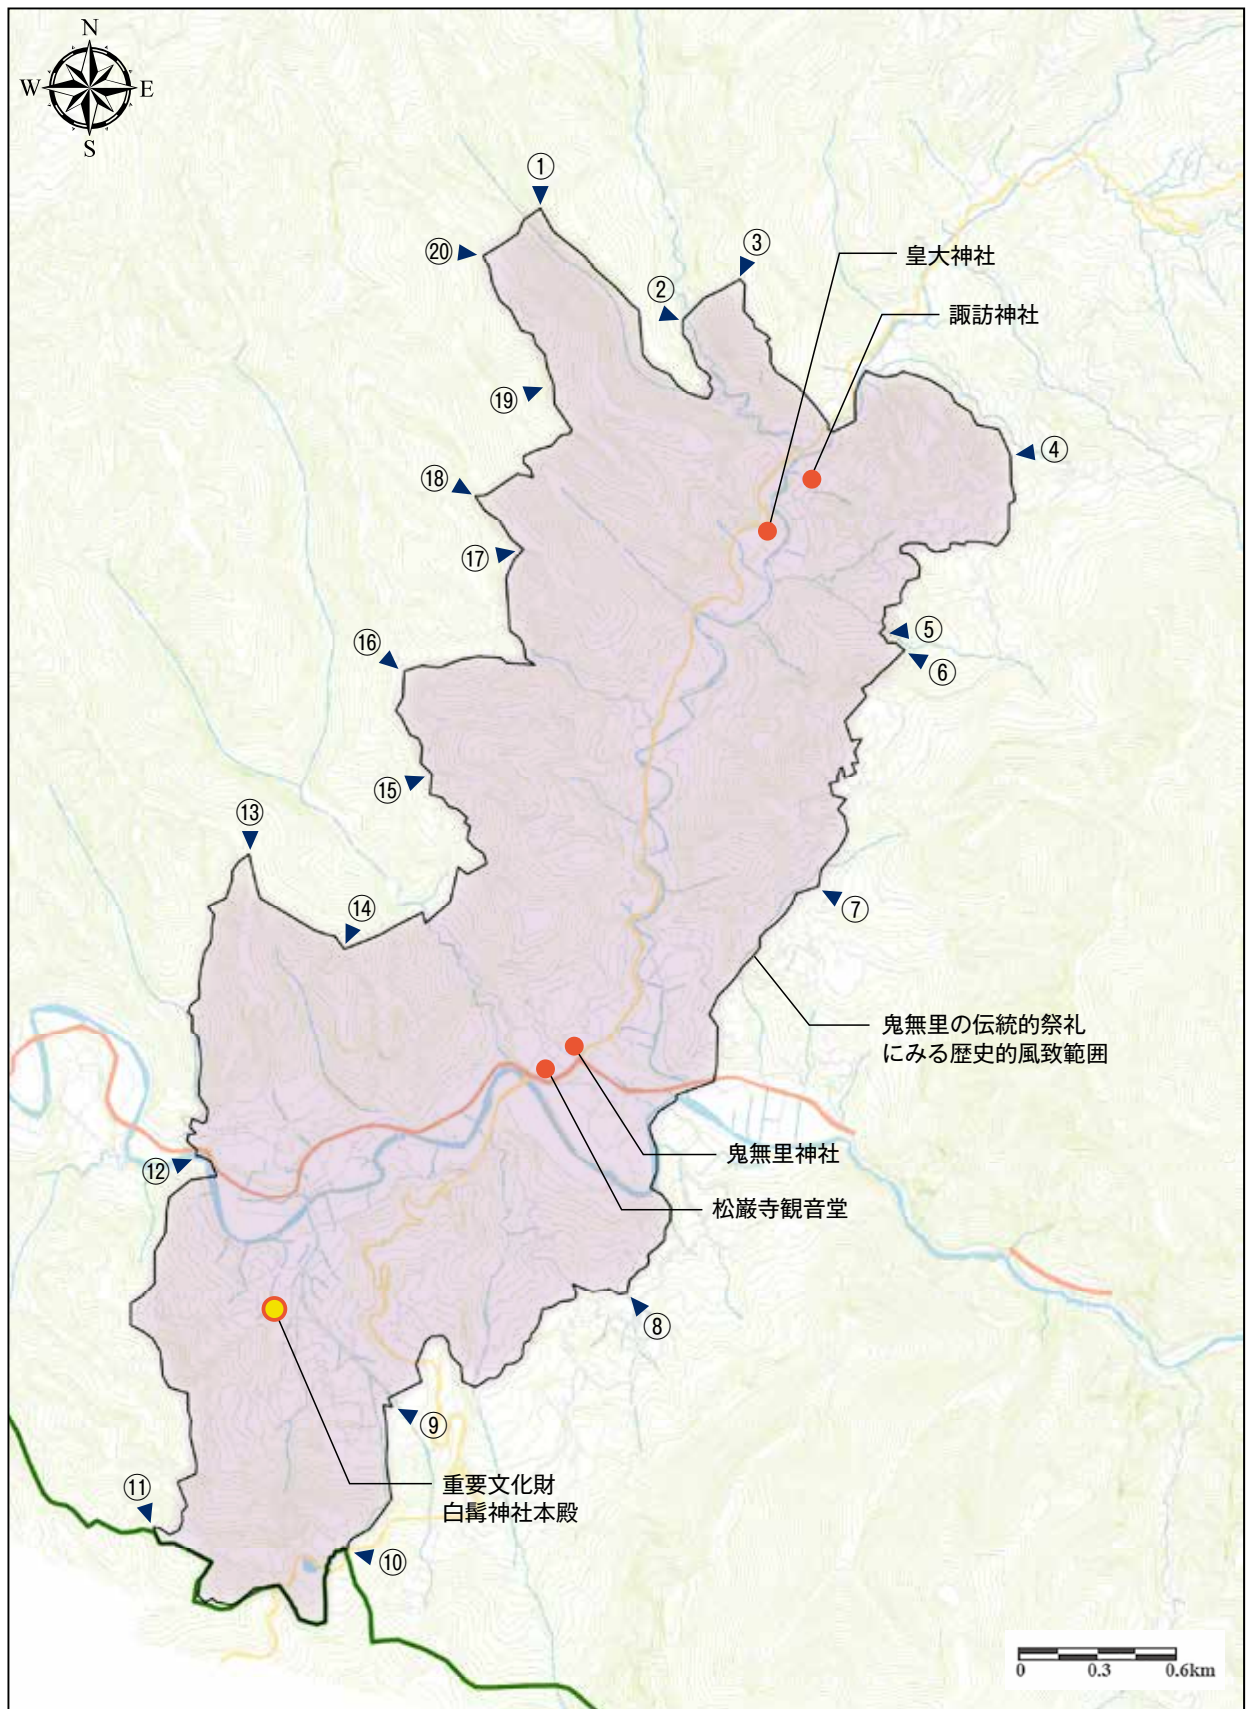 N
W
E
S
①
⑳
③
②
皇大神社
諏訪神社
⑲
④
⑱
⑰
⑤
⑯
⑥
⑮
⑬
⑭
⑦
鬼無里の伝統的祭礼
にみる歴史的風致範囲
鬼無里神社
⑫
松巌寺観音堂
⑧
⑨
重要文化財
白髯神社本殿
⑪
⑩
0 0.3 0.6km